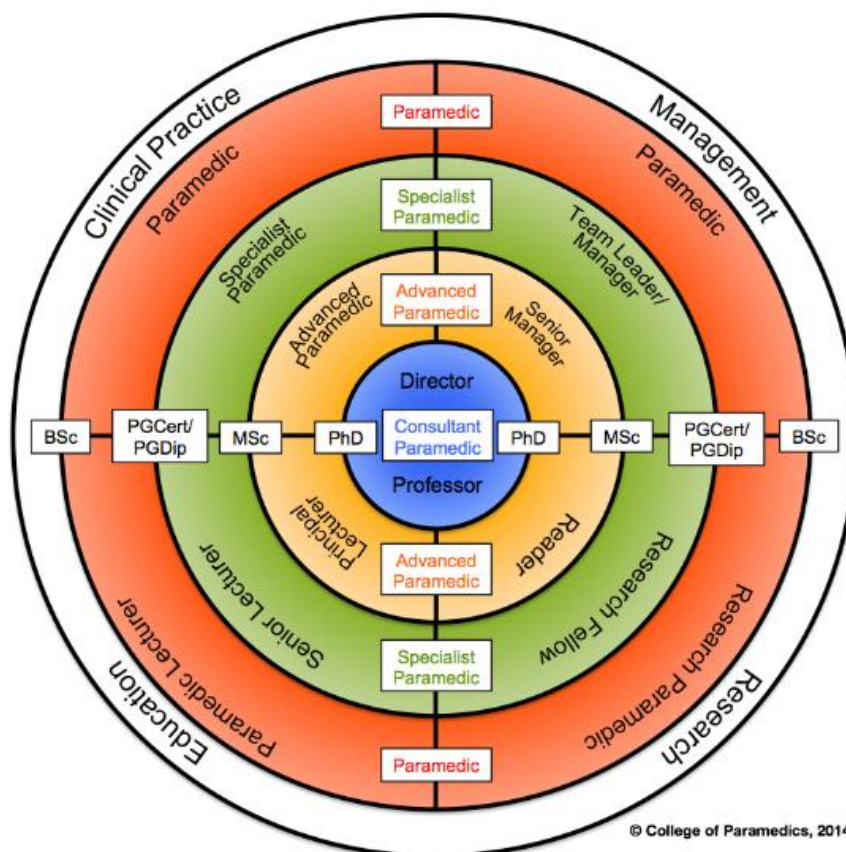 Clinical Practice
Management
Paramedic
Paramedic
Paramedic
Specialist
Paramedic
Specialist
Paramedic
Team Leader/
Manager
Advanced
Paramedic
Advanced
Paramedic
Senior
Manager
Director
BSc
PGCert/
PGDip
MSc
PhD
Consultant
Paramedic
PhD
MSc
PGCert/
PGDip
BSc
Professor
Principal
Lecturer
Advanced
Paramedic
Reader
Senior Lecturer
Specialist
Paramedic
Research Fellow
Paramedic Lecturer
Paramedic
Research Paramedic
Education
Research
© College of Paramedics, 2014